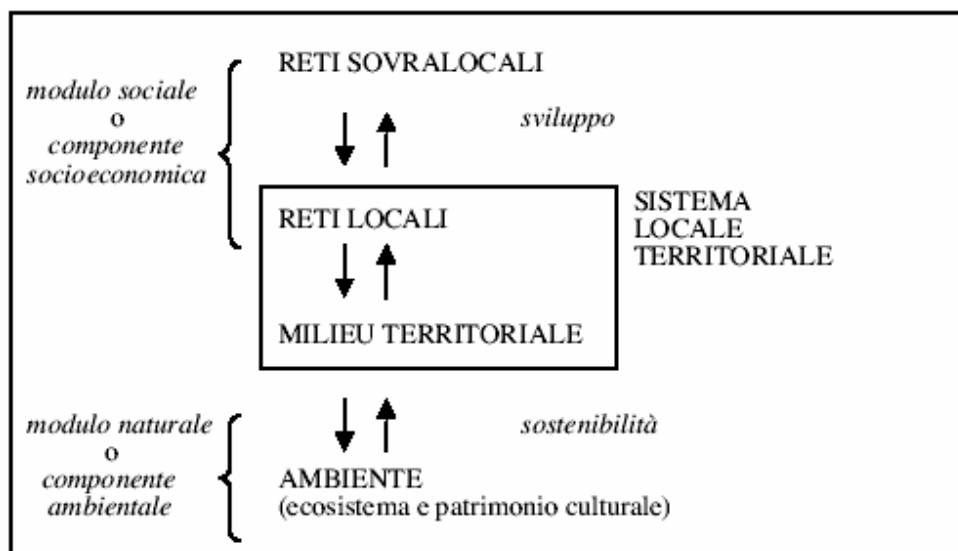 RETI SOVRALOCALI
modulo sociale
o
componente
socioeconomica
sviluppo
RETI LOCALI
SISTEMA
LOCALE
TERRITORIALE
MILIEU TERRITORIALE
modulo naturale
o
componente
ambientale
sostenibilità
AMBIENTE
(ecosistema e patrimonio culturale)